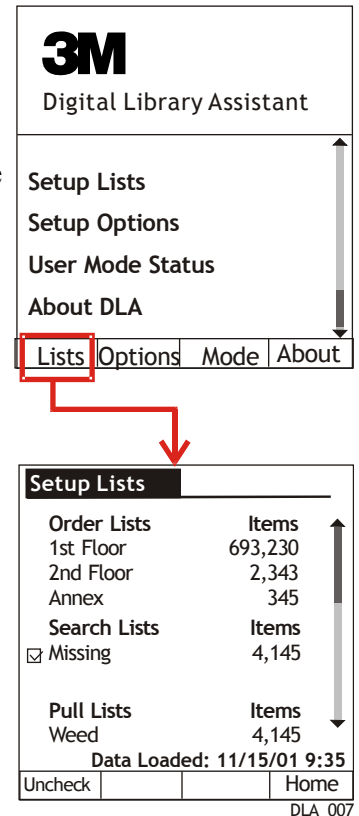 3M
Digital Library Assistant
e
Setup Lists
Setup Options
User Mode Status
About DLA
Lists Options Mode About
Setup Lists
Order Lists Items
1st Floor 693,230
2nd Floor 2,343
Annex 345
Search Lists Items
Missing 4,145
Pull Lists Items
Weed 4,145
Data Loaded: 11/15/01 9:35
Uncheck Home
DLA 007